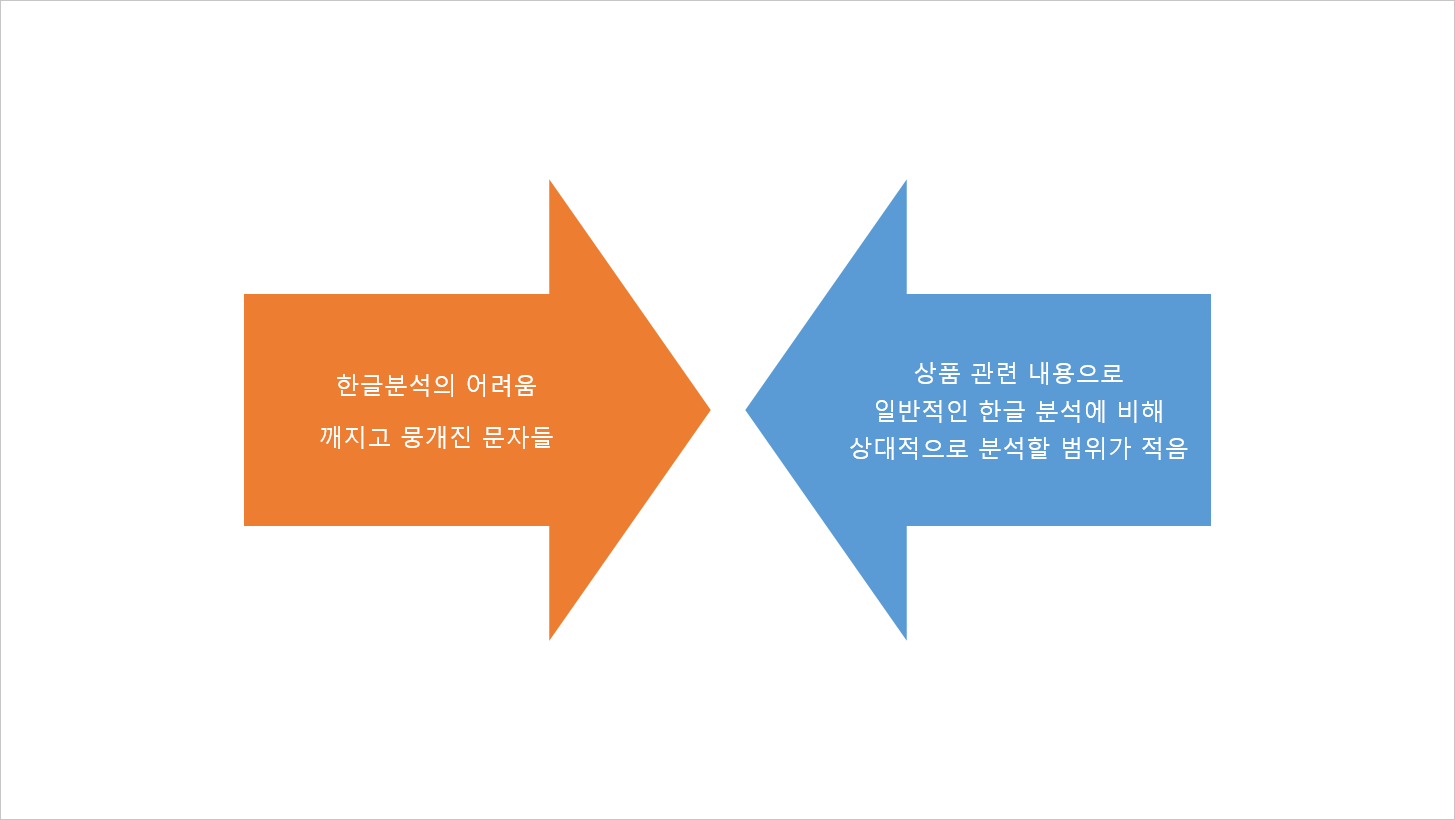 한글분석의 어려움
깨지고 뭉개진 문자들
상품 관련 내용으로
일반적인 한글 분석에 비해
상대적으로 분석할 범위가 적음